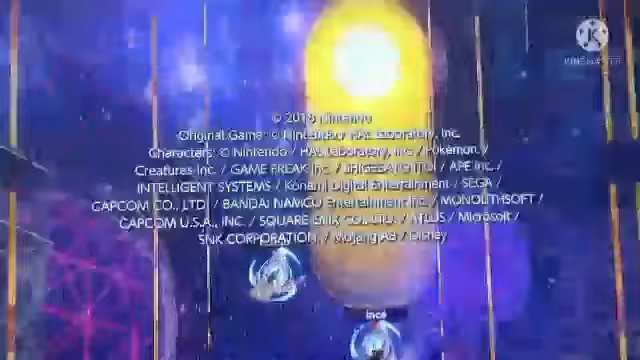 KINEMASTER
© 2018 Nintendo
Original Game: © Nintendo / HAL Laboratory, Inc.
Characters: © Nintendo / HAL Laboratory, Inc. / Pokémon. /
Creatures Inc. / GAME FREAK inc. / SHIGESATO ITOI / APE inc. /
INTELLIGENT SYSTEMS / Konami Digital Entertainment / SEGA /
CAPCOM CO., LTD. / BANDAI NAMCO Entertainment Inc. / MONOLITHSOFT /
CAPCOM U.S.A., INC. / SQUARE ENIX CO., LTD. / ATLUS / Microsoft /
SNK CORPORATION. / Mojang AB / Disney